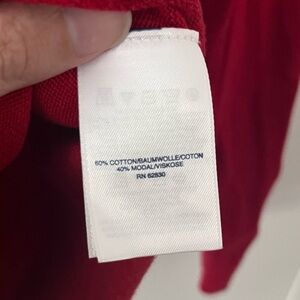 60% COTTON/BAUMWOLLE/COTON
40% MODAL/VISKOSE
RN 62830